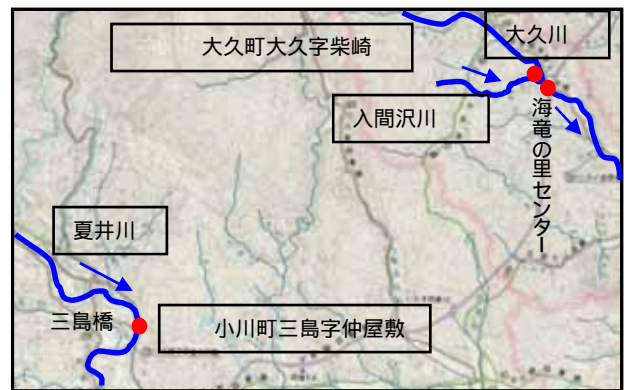 大久川
大久町大久字柴崎
入間沢川
海竜の里センター
夏井川
三島橋
小川町三島字仲屋敷